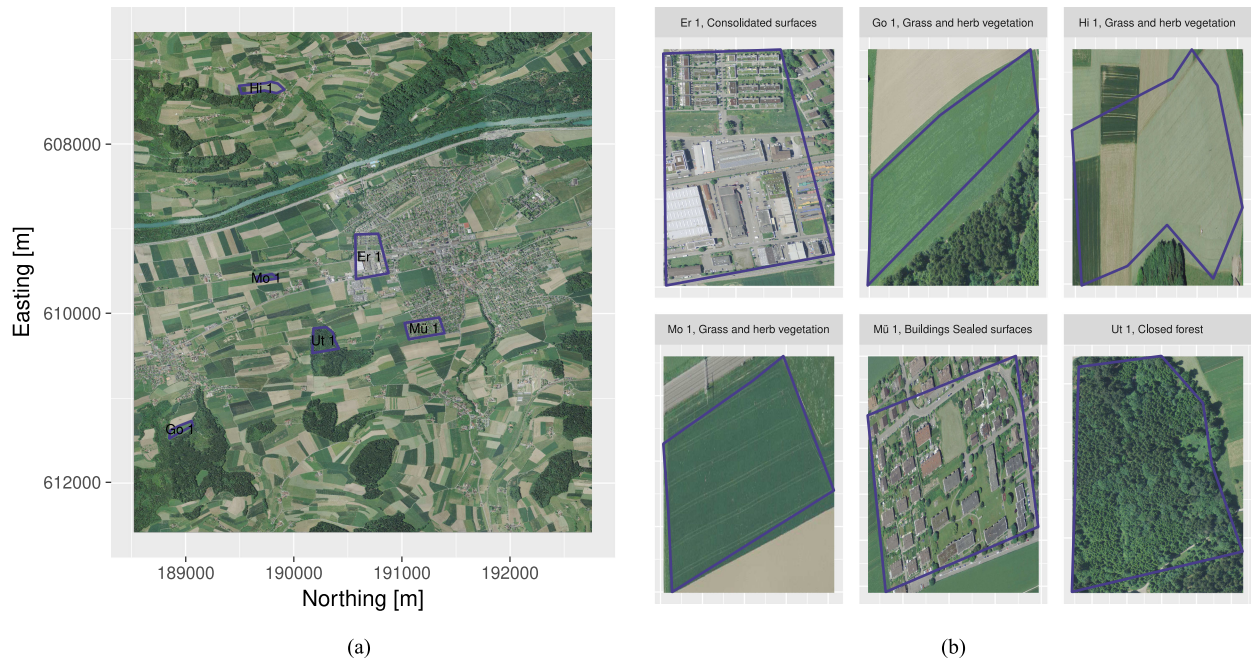 Easting [m]
608000
610000
612000
Hi 1
Er 1
Mo 1
Ut 1
Mü 1
Go 1
189000 190000 191000 192000
Northing [m]
(a)
Er 1, Consolidated surfaces
Go 1, Grass and herb vegetation
Hi 1, Grass and herb vegetation
Mo 1, Grass and herb vegetation
Mü 1, Buildings Sealed surfaces
Ut 1, Closed forest
(b)